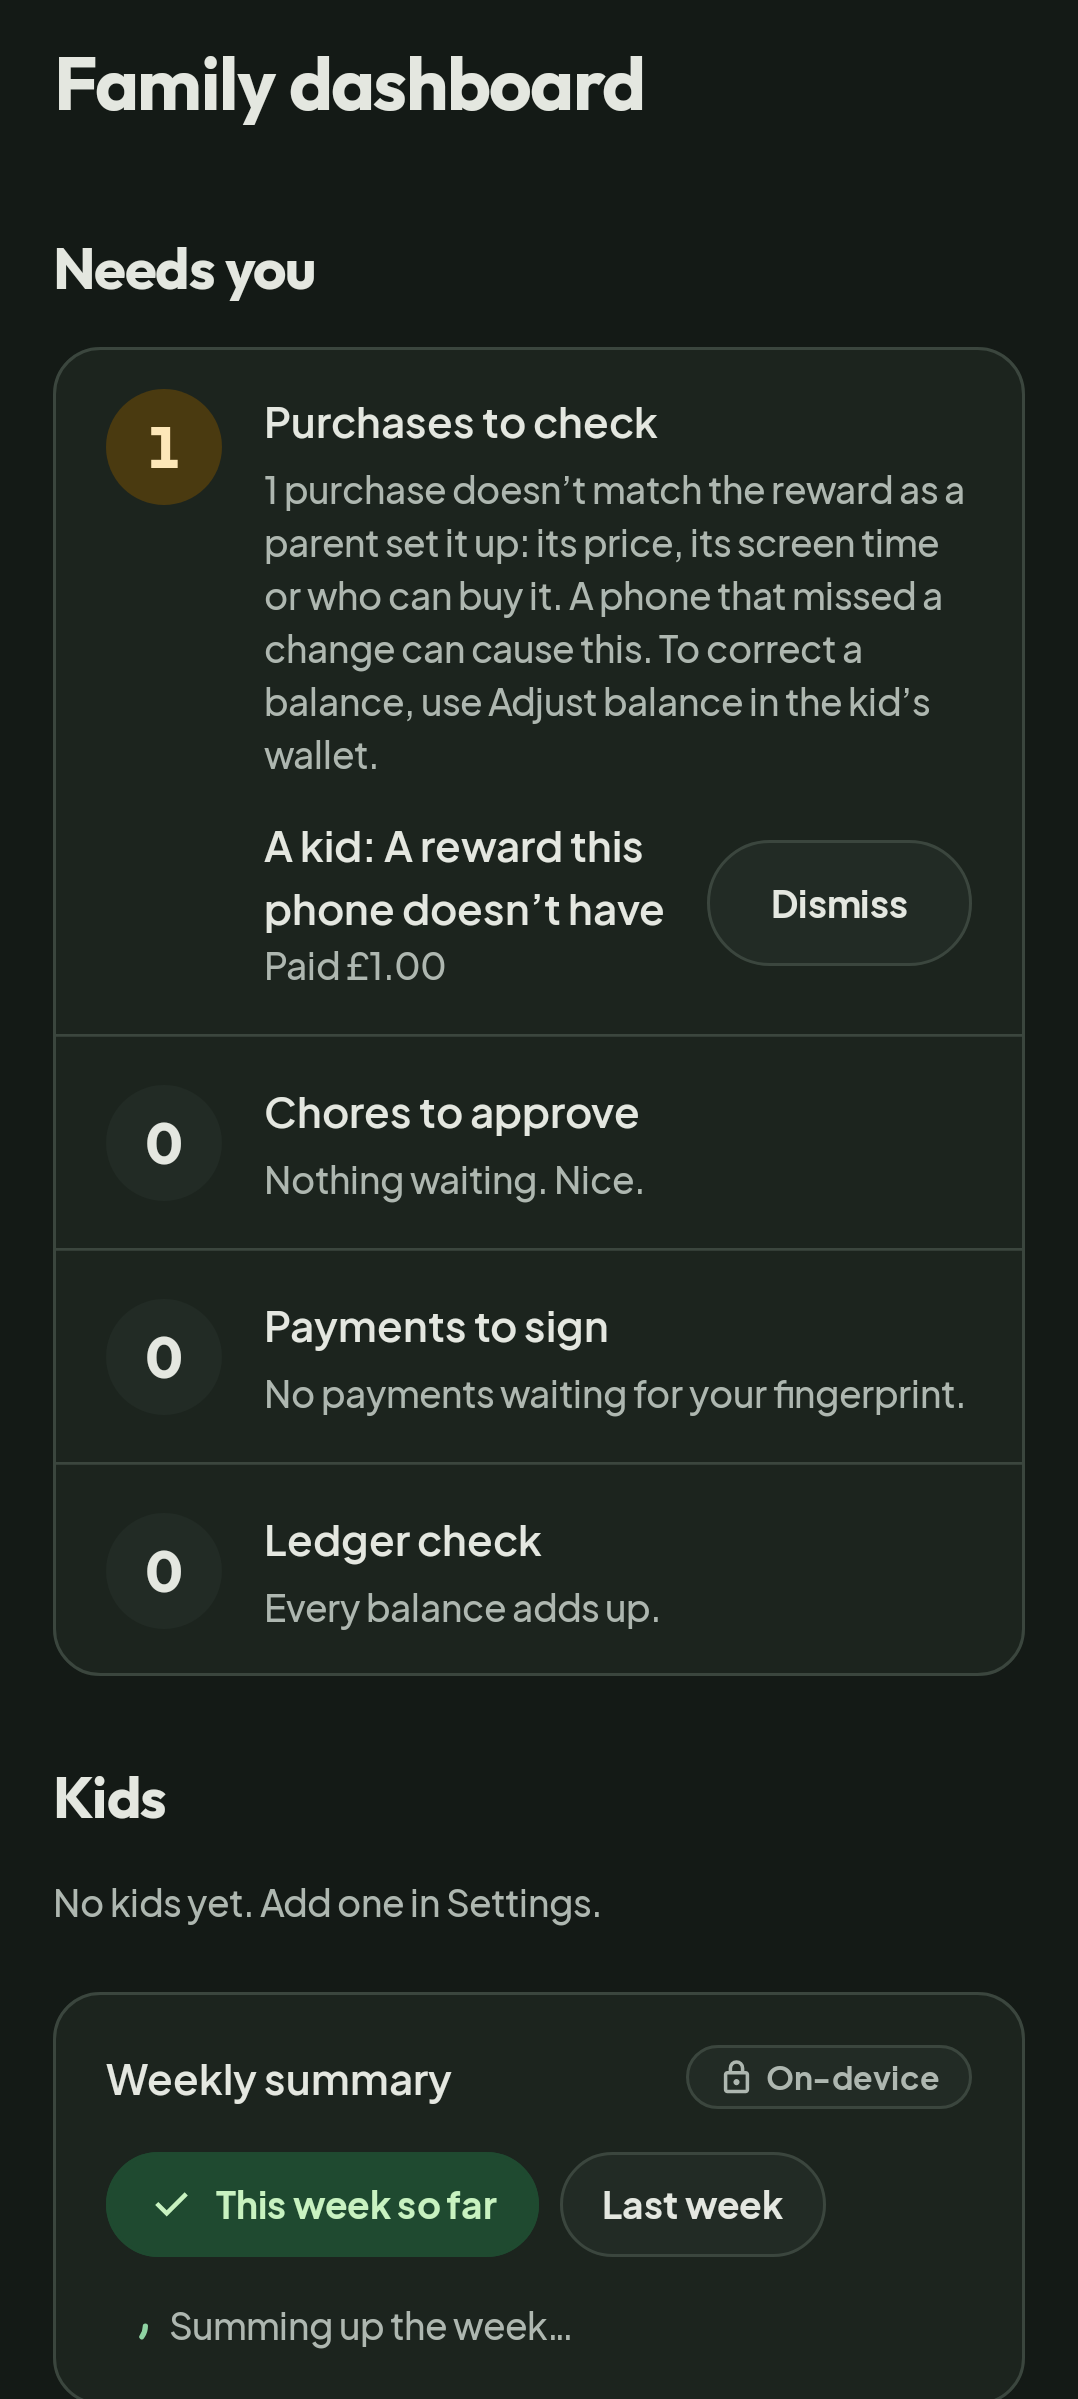 Family dashboard
Needs you
1
Purchases to check
1 purchase doesn’t match the reward as a
parent set it up: its price, its screen time
or who can buy it. A phone that missed a
change can cause this. To correct a
balance, use Adjust balance in the kid’s
wallet.
A kid: A reward this
phone doesn’t have
Paid £1.00
Dismiss
0
Chores to approve
Nothing waiting. Nice.
0
Payments to sign
No payments waiting for your fingerprint.
0
Ledger check
Every balance adds up.
Kids
No kids yet. Add one in Settings.
Weekly summary
On-device
This week so far
Last week
Summing up the week…